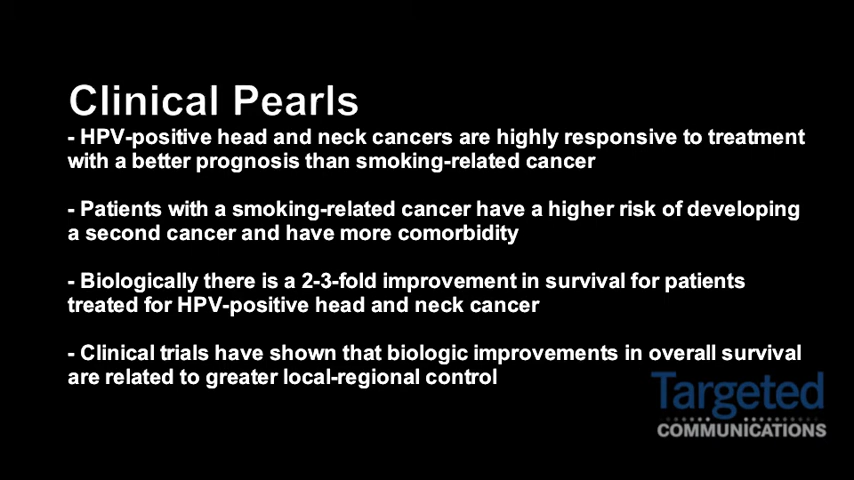 Clinical Pearls
- HPV-positive head and neck cancers are highly responsive to treatment
with a better prognosis than smoking-related cancer
- Patients with a smoking-related cancer have a higher risk of developing
a second cancer and have more comorbidity
- Biologically there is a 2-3-fold improvement in survival for patients
treated for HPV-positive head and neck cancer
- Clinical trials have shown that biologic improvements in overall survival
are related to greater local-regional control
Targeted
COMMUNICATIONS